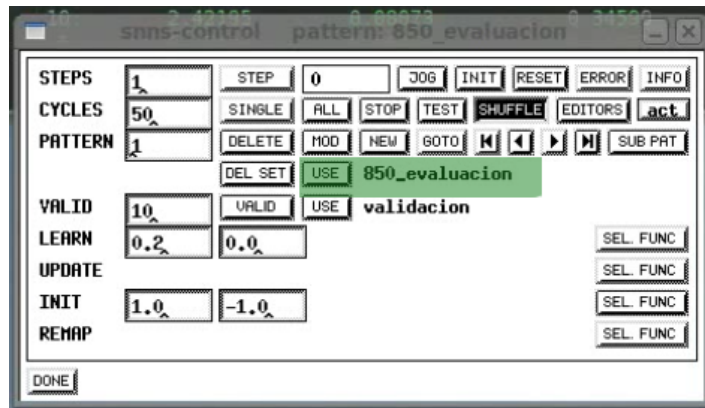 snns-control pattern: 850_evaluacion
STEPS 1 STEP 0 JOG INIT RESET ERROR INFO
CYCLES 50 SINGLE ALL STOP TEST SHUFFLE EDITORS act
PATTERN 1 DELETE MOD NEW GOTO SUB PAT
DEL SET USE 850_evaluacion
VALID 10 VALID USE validacion
LEARN 0.2 0.0 SEL. FUNC
UPDATE SEL. FUNC
INIT 1.0 -1.0 SEL. FUNC
REMAP SEL. FUNC
DONE